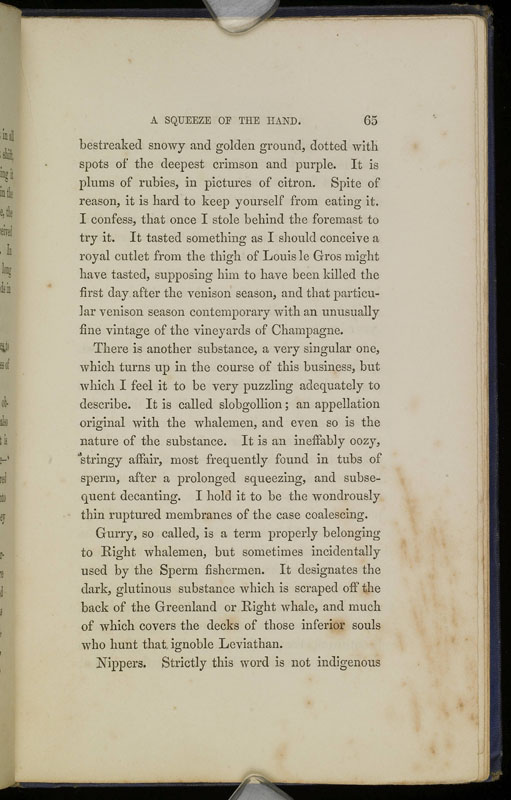 A SQUEEZE OF THE HAND. 65
bestreaked snowy and golden ground, dotted with
spots of the deepest crimson and purple. It is
plums of rubies, in pictures of citron. Spite of
reason, it is hard to keep yourself from eating it.
I confess, that once I stole behind the foremast to
try it. It tasted something as I should conceive a
royal cutlet from the thigh of Louis le Gros might
have tasted, supposing him to have been killed the
first day after the venison season, and that particu-
lar venison season contemporary with an unusually
fine vintage of the vineyards of Champagne.
There is another substance, a very singular one,
which turns up in the course of this business, but
which I feel it to be very puzzling adequately to
describe. It is called slobgollion; an appellation
original with the whalemen, and even so is the
nature of the substance. It is an ineffably oozy,
stringy affair, most frequently found in tubs of
sperm, after a prolonged squeezing, and subse-
quent decanting. I hold it to be the wondrously
thin ruptured membranes of the case coalescing.
Gurry, so called, is a term properly belonging
to Right whalemen, but sometimes incidentally
used by the Sperm fishermen. It designates the
dark, glutinous substance which is scraped off the
back of the Greenland or Right whale, and much
of which covers the decks of those inferior souls
who hunt that ignoble Leviathan.
Nippers. Strictly this word is not indigenous